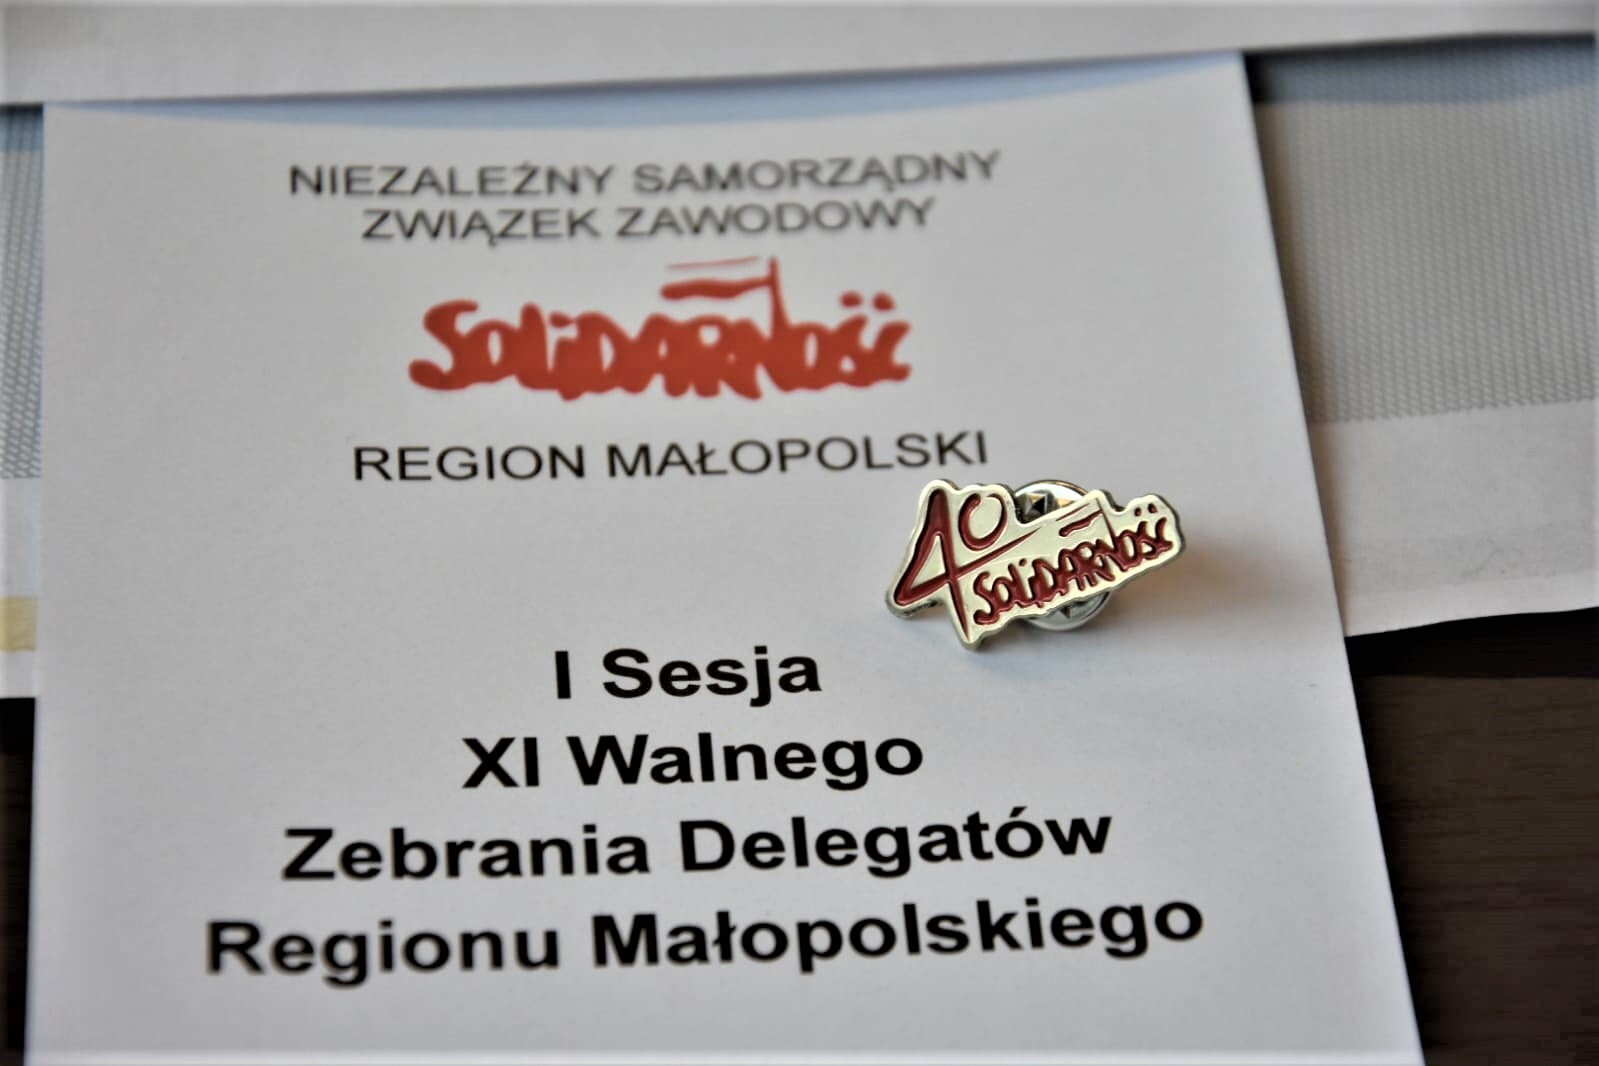 NIEZALEŻNY SAMORZĄDNY
ZWIĄZEK ZAWODOWY
SOLiDARNOŚĆ
REGION MAŁOPOLSKI
40
SOLiDARNOŚĆ
I Sesja
XI Walnego
Zebrania Delegatów
Regionu Małopolskiego